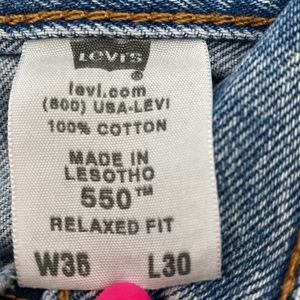 LEVI'S
®
levi.com
(800) USA-LEVI
100% COTTON
MADE IN
LESOTHO
550™
RELAXED FIT
W36 L30